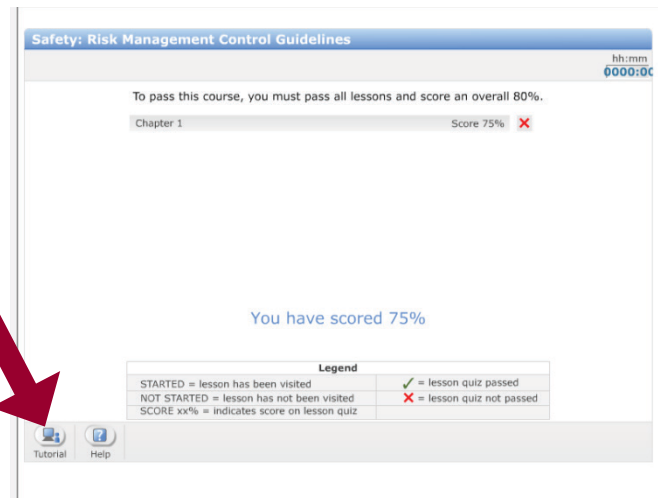 Safety: Risk Management Control Guidelines
hh:mm
0000:00
To pass this course, you must pass all lessons and score an overall 80%.
Chapter 1 Score 75%
You have scored 75%
Legend
STARTED = lesson has been visited ✓ = lesson quiz passed
NOT STARTED = lesson has not been visited ✗ = lesson quiz not passed
SCORE xx% = indicates score on lesson quiz
Tutorial Help